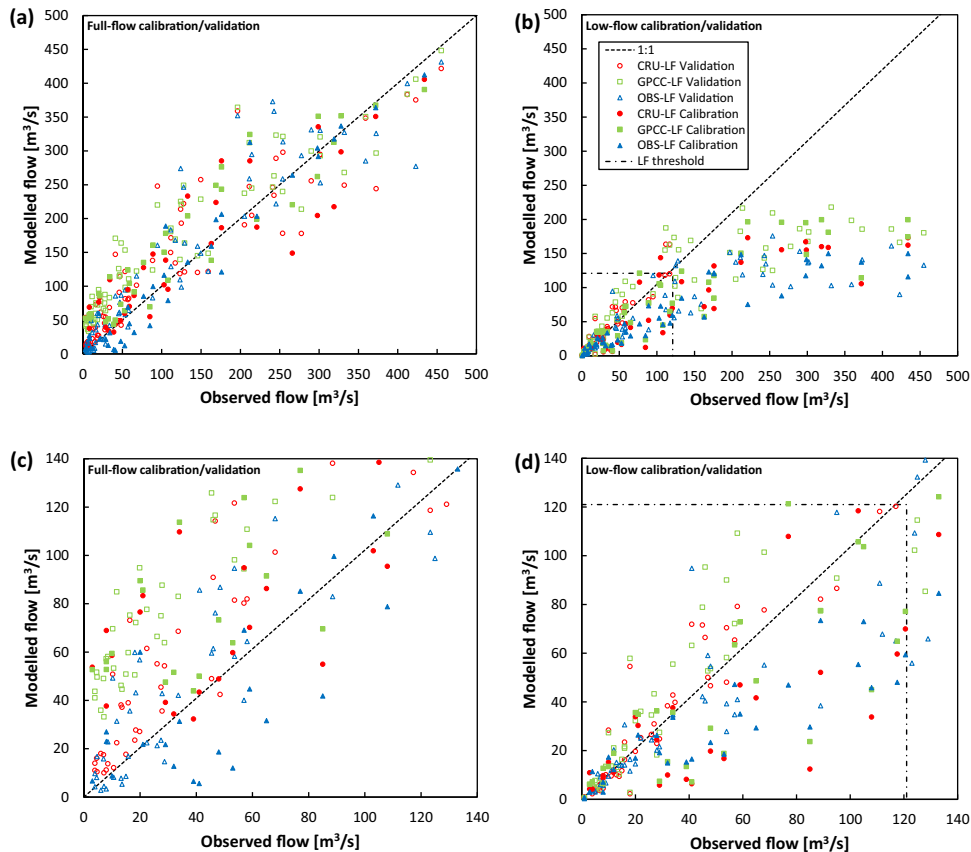 (a)
Full-flow calibration/validation
500
450
400
350
300
250
200
150
100
50
0
Modelled flow [m³/s]
0 50 100 150 200 250 300 350 400 450 500
Observed flow [m³/s]
(b)
Low-flow calibration/validation
1:1
CRU-LF Validation
GPCC-LF Validation
OBS-LF Validation
CRU-LF Calibration
GPCC-LF Calibration
OBS-LF Calibration
LF threshold
500
450
400
350
300
250
200
150
100
50
0
Modelled flow [m³/s]
0 50 100 150 200 250 300 350 400 450 500
Observed flow [m³/s]
(c)
Full-flow calibration/validation
140
120
100
80
60
40
20
0
Modelled flow [m³/s]
0 20 40 60 80 100 120 140
Observed flow [m³/s]
(d)
Low-flow calibration/validation
140
120
100
80
60
40
20
0
Modelled flow [m³/s]
0 20 40 60 80 100 120 140
Observed flow [m³/s]